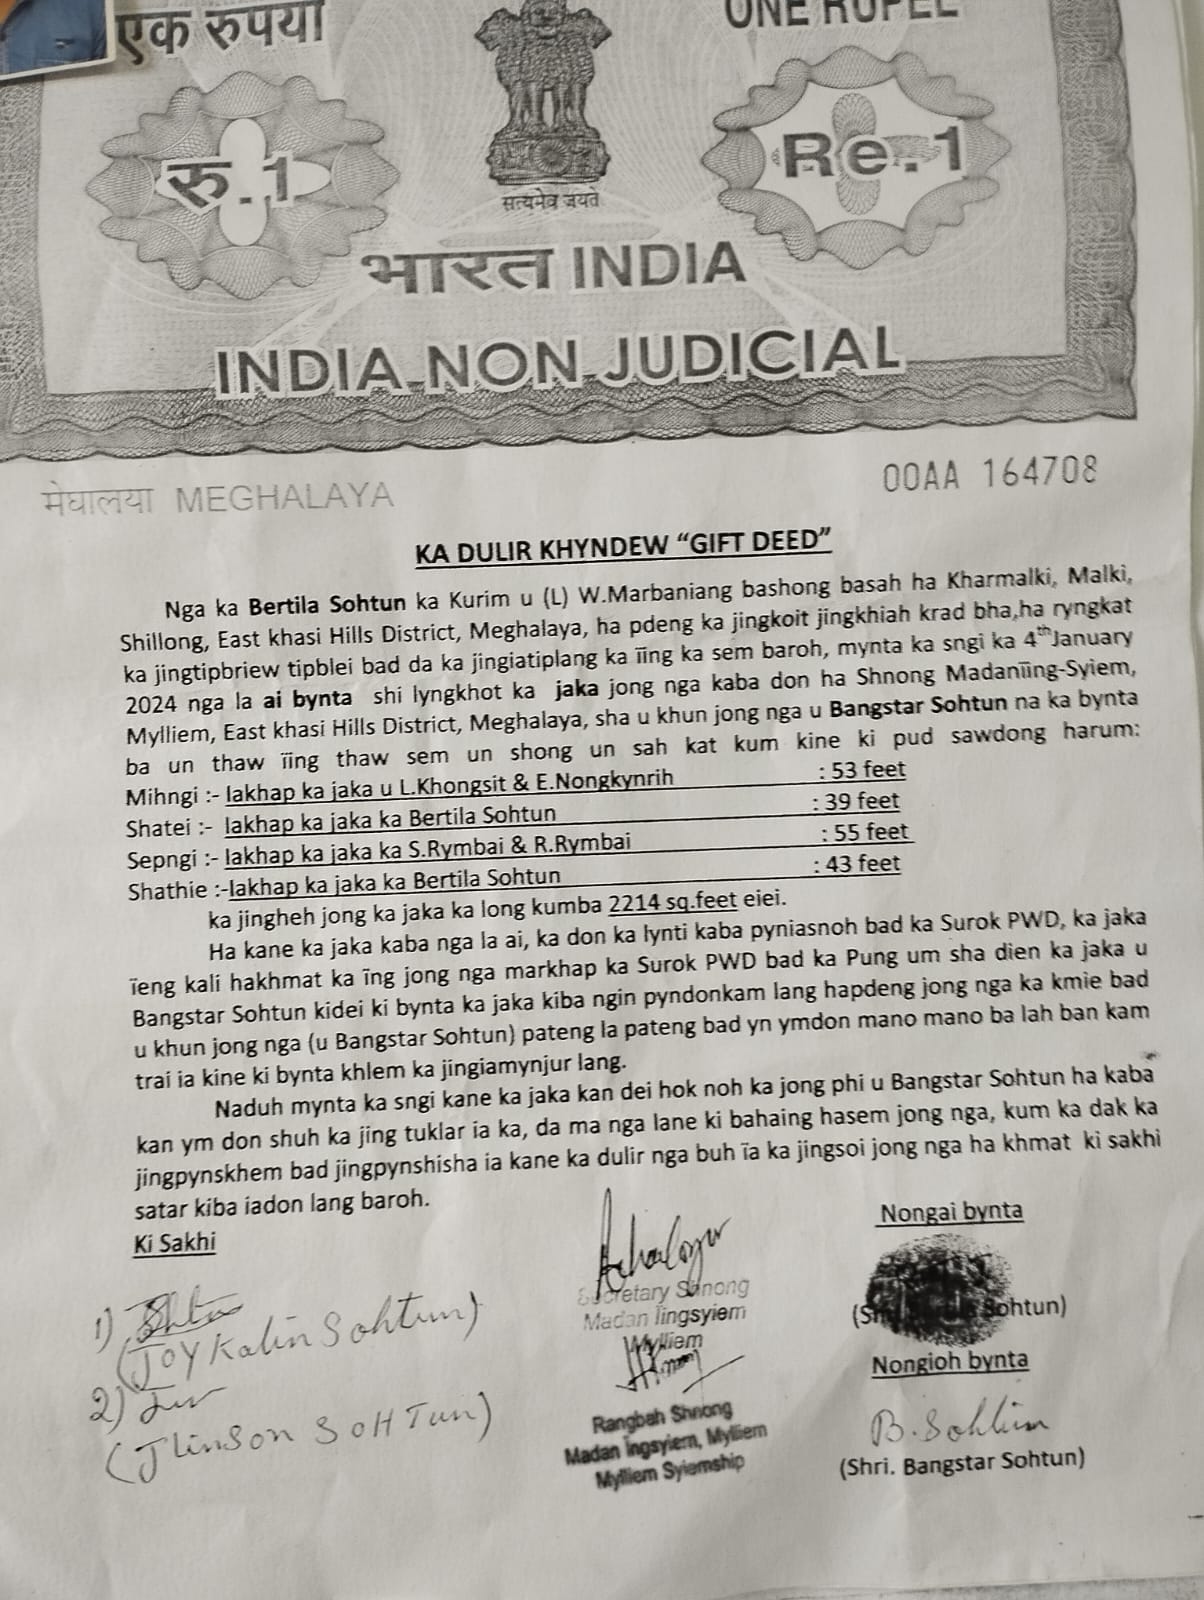 एक रुपया ONE RUPEE
रु.1 Re.1
सत्यमेव जयते
भारत INDIA
INDIA NON JUDICIAL
मेघालया MEGHALAYA 00AA 164708
KA DULIR KHYNDEW “GIFT DEED”
Nga ka Bertila Sohtun ka Kurim u (L) W.Marbaniang bashong basah ha Kharmalki, Malki,
Shillong, East khasi Hills District, Meghalaya, ha pdeng ka jingkoit jingkhiah krad bha,ha ryngkat
ka jingtipbriew tipblei bad da ka jingiatiplang ka ïing ka sem baroh, mynta ka sngi ka 4th January
2024 nga la ai bynta shi lyngkhot ka jaka jong nga kaba don ha Shnong Madanïing-Syiem,
Mylliem, East khasi Hills District, Meghalaya, sha u khun jong nga u Bangstar Sohtun na ka bynta
ba un thaw ïing thaw sem un shong un sah kat kum kine ki pud sawdong harum:
Mihngi :- lakhap ka jaka u L.Khongsit & E.Nongkynrih : 53 feet
Shatei :- lakhap ka jaka ka Bertila Sohtun : 39 feet
Sepngi :- lakhap ka jaka ka S.Rymbai & R.Rymbai : 55 feet
Shathie :-lakhap ka jaka ka Bertila Sohtun : 43 feet
ka jingheh jong ka jaka ka long kumba 2214 sq.feet eiei.
Ha kane ka jaka kaba nga la ai, ka don ka lynti kaba pyniasnoh bad ka Surok PWD, ka jaka
ïeng kali hakhmat ka ïng jong nga markhap ka Surok PWD bad ka Pung um sha dien ka jaka u
Bangstar Sohtun kidei ki bynta ka jaka kiba ngin pyndonkam lang hapdeng jong nga ka kmie bad
u khun jong nga (u Bangstar Sohtun) pateng la pateng bad yn ymdon mano mano ba lah ban kam
trai ia kine ki bynta khlem ka jingiamynjur lang.
Naduh mynta ka sngi kane ka jaka kan dei hok noh ka jong phi u Bangstar Sohtun ha kaba
kan ym don shuh ka jing tuklar ia ka, da ma nga lane ki bahaing hasem jong nga, kum ka dak ka
jingpynskhem bad jingpynshisha ia kane ka dulir nga buh ïa ka jingsoi jong nga ha khmat ki sakhi
satar kiba iadon lang baroh.
Ki Sakhi
Nongai bynta
1)
(Joy Kalin Sohtun)
2)
(JLINSON SOHTUN)
Secretary Shnong
Madan Ïingsyiem
Mylliem
Rangbah Shnong
Madan Ïngsyiem, Mylliem
Mylliem Syiemship
Sohtun)
Nongioh bynta
B. Sohtun
(Shri. Bangstar Sohtun)